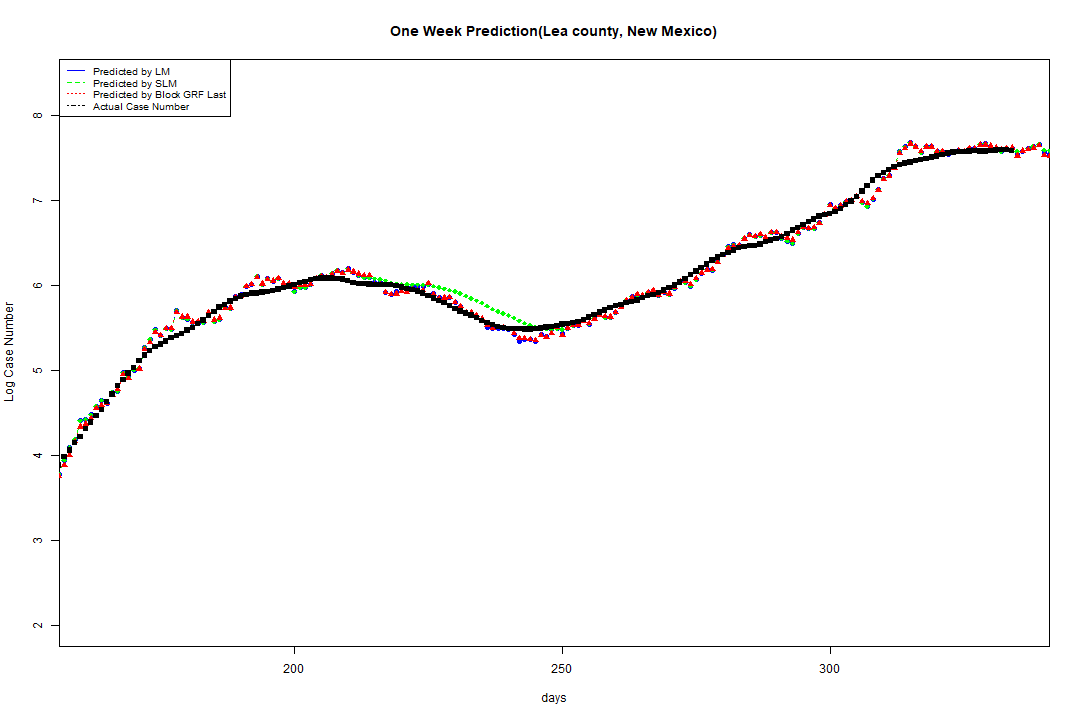 One Week Prediction(Lea county, New Mexico)
Predicted by LM
Predicted by SLM
Predicted by Block GRF Last
Actual Case Number
8
7
6
5
4
3
2
Log Case Number
200
250
300
days